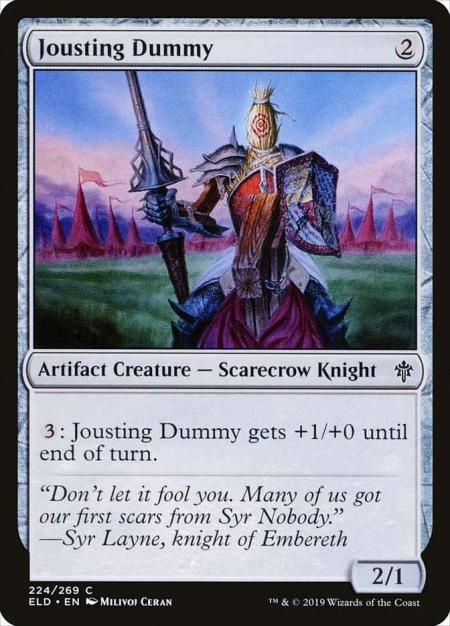 Jousting Dummy 2
Artifact Creature — Scarecrow Knight
3: Jousting Dummy gets +1/+0 until
end of turn.
“Don’t let it fool you. Many of us got
our first scars from Syr Nobody.”
—Syr Layne, knight of Embereth
2/1
224/269 C
ELD • EN Milivoj Ceran
™ & © 2019 Wizards of the Coast